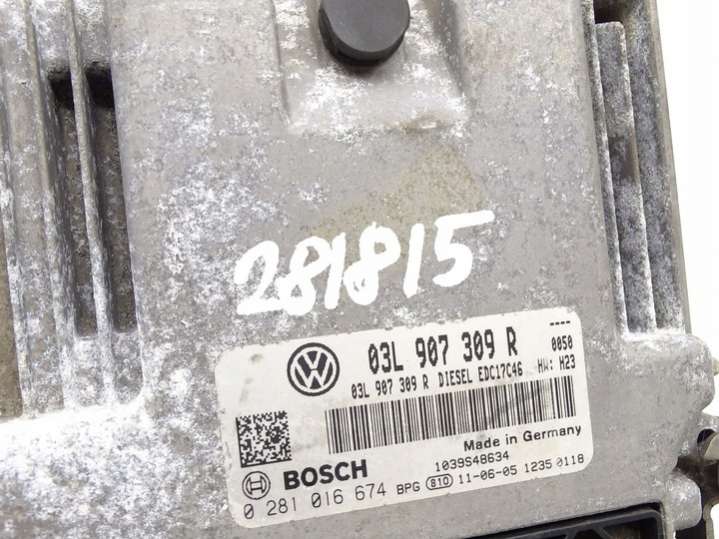 281815
----
03L 907 309 R 0050
03L 907 309 R DIESEL EDC17C46 HW: H23
Made in Germany
BOSCH 1039S48634
0 281 016 674 BPG 810 11-06-05 1235 0118